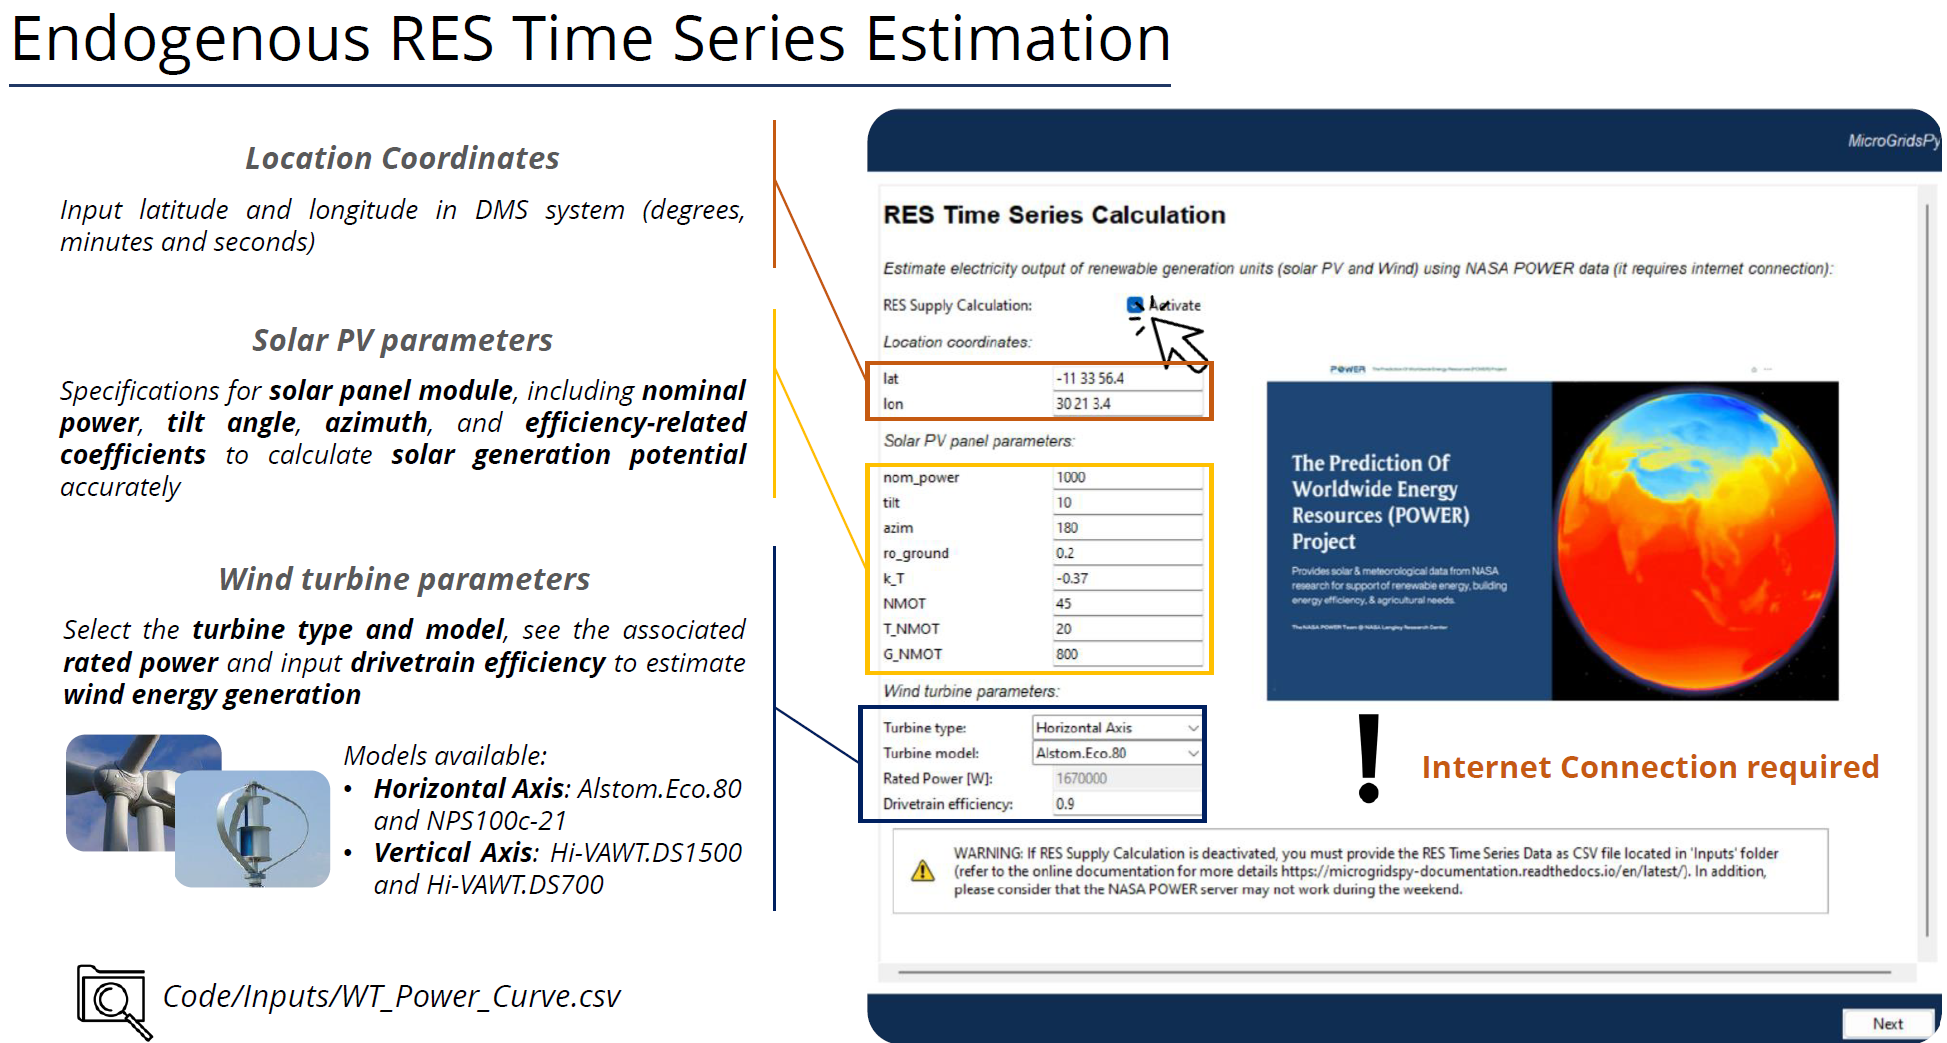 Endogenous RES Time Series Estimation
Location Coordinates
Input latitude and longitude in DMS system (degrees,
minutes and seconds)
Solar PV parameters
Specifications for solar panel module, including nominal
power, tilt angle, azimuth, and efficiency-related
coefficients to calculate solar generation potential
accurately
Wind turbine parameters
Select the turbine type and model, see the associated
rated power and input drivetrain efficiency to estimate
wind energy generation
Models available:
• Horizontal Axis: Alstom.Eco.80
and NPS100c-21
• Vertical Axis: Hi-VAWT.DS1500
and Hi-VAWT.DS700
Code/Inputs/WT_Power_Curve.csv
MicroGridsPy
RES Time Series Calculation
Estimate electricity output of renewable generation units (solar PV and Wind) using NASA POWER data (it requires internet connection):
RES Supply Calculation: Activate
Location coordinates:
lat -11 33 56.4
lon 30 21 3.4
Solar PV panel parameters:
nom_power 1000
tilt 10
azim 180
ro_ground 0.2
k_T -0.37
NMOT 45
T_NMOT 20
G_NMOT 800
Wind turbine parameters:
Turbine type: Horizontal Axis
Turbine model: Alstom.Eco.80
Rated Power [W]: 1670000
Drivetrain efficiency: 0.9
POWER The Prediction Of Worldwide Energy Resources (POWER) Project
The Prediction Of
Worldwide Energy
Resources (POWER)
Project
Provides solar & meteorological data from NASA
research for support of renewable energy, building
energy efficiency, & agricultural needs.
The NASA POWER Team @ NASA Langley Research Center
! Internet Connection required
WARNING: If RES Supply Calculation is deactivated, you must provide the RES Time Series Data as CSV file located in 'Inputs' folder
(refer to the online documentation for more details https://microgridspy-documentation.readthedocs.io/en/latest/). In addition,
please consider that the NASA POWER server may not work during the weekend.
Next